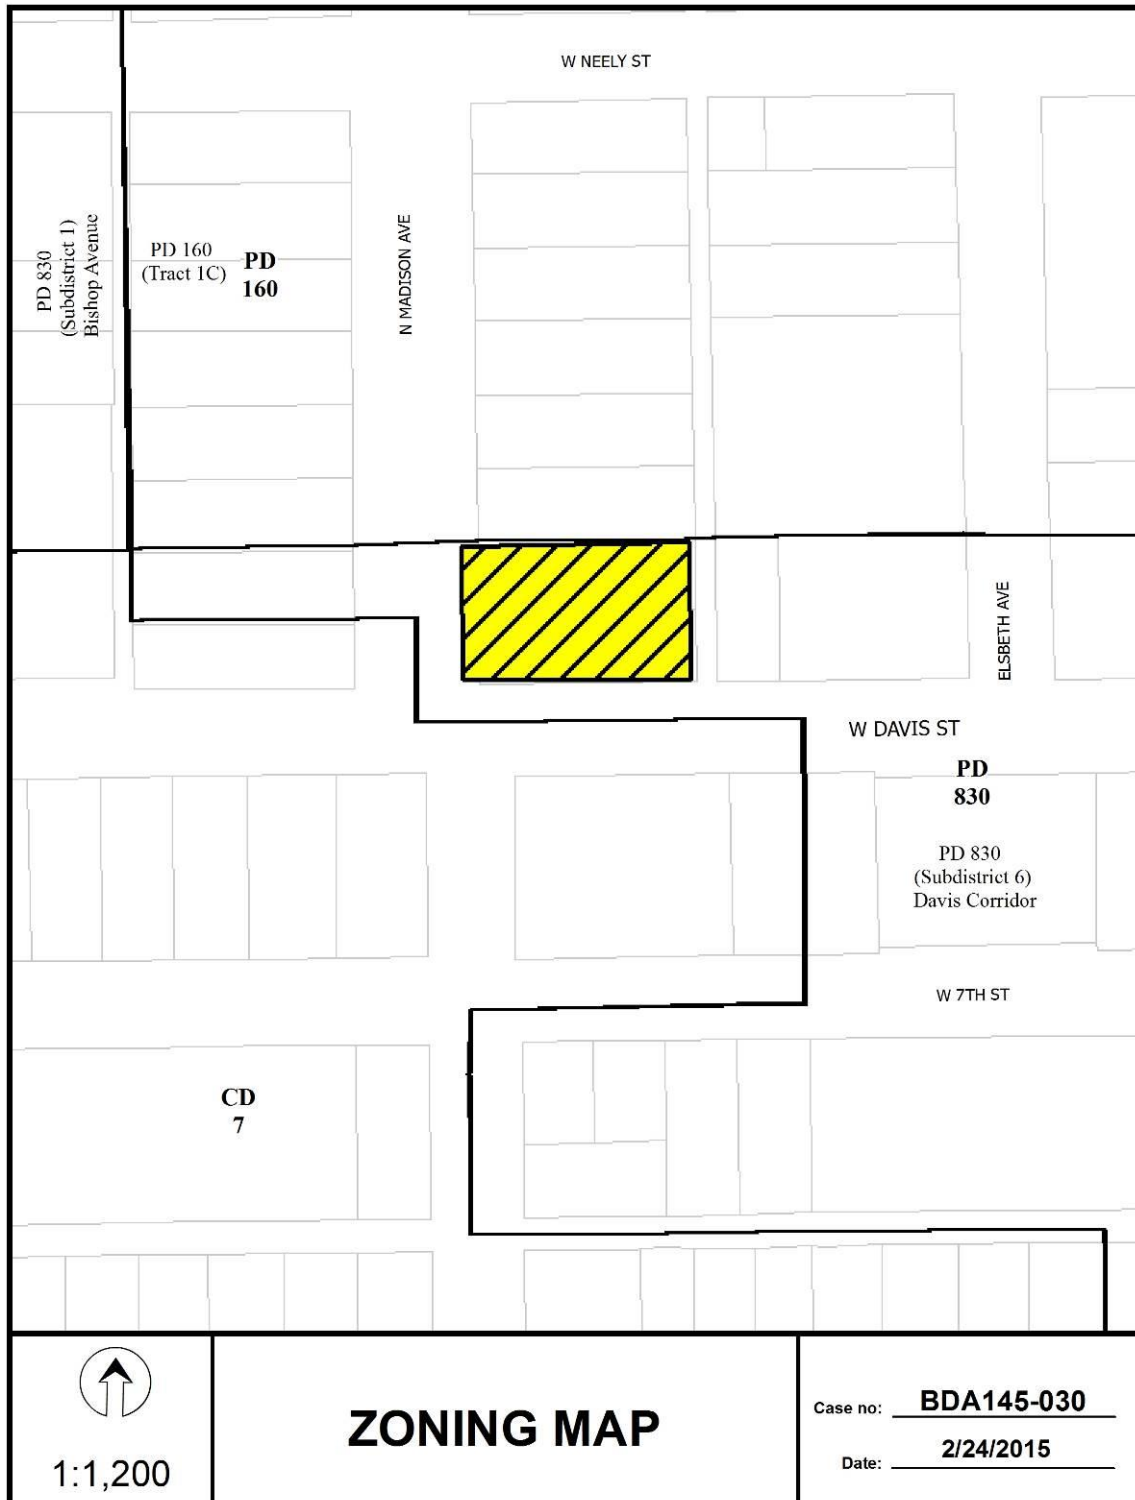 W NEELY ST
PD 830
(Subdistrict 1)
Bishop Avenue
PD 160
(Tract 1C)
PD
160
N MADISON AVE
ELSBETH AVE
W DAVIS ST
PD
830
PD 830
(Subdistrict 6)
Davis Corridor
W 7TH ST
CD
7
1:1,200
ZONING MAP
Case no: BDA145-030
Date: 2/24/2015